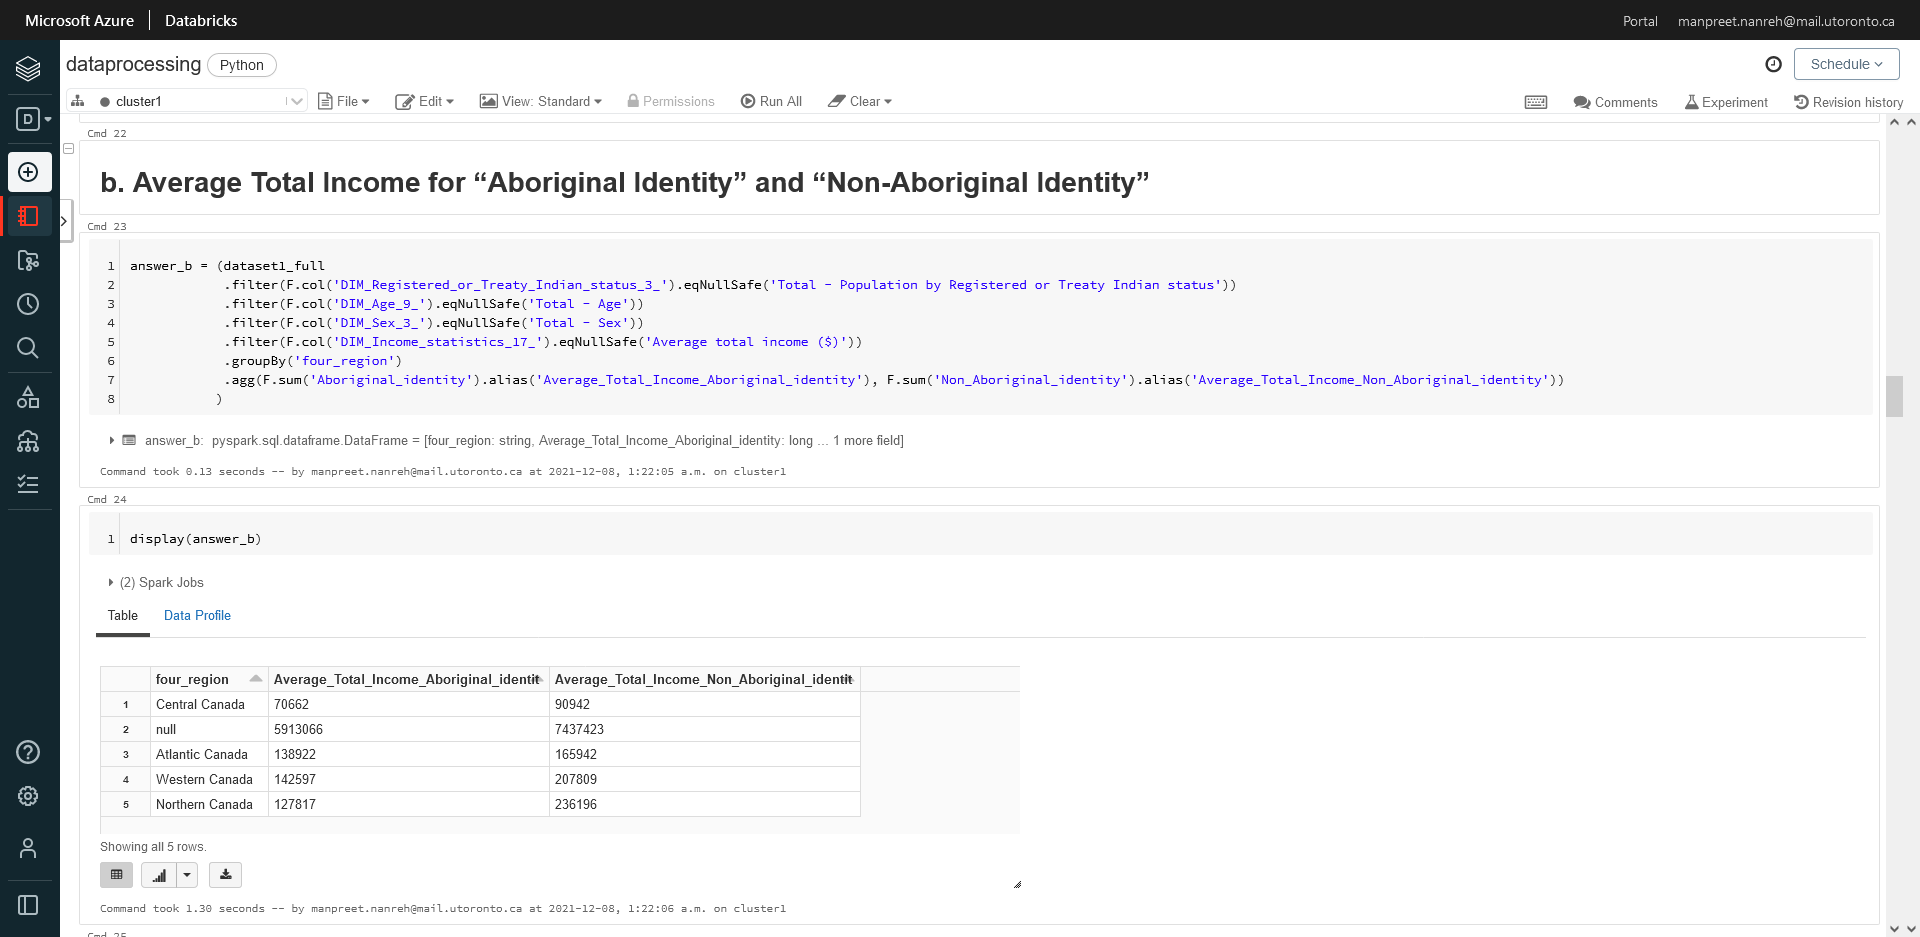 Microsoft Azure Databricks
Portal manpreet.nanreh@mail.utoronto.ca
dataprocessing Python
Schedule
D
cluster1 File Edit View: Standard Permissions Run All Clear Comments Experiment Revision history
Cmd 22
b. Average Total Income for “Aboriginal Identity” and “Non-Aboriginal Identity”
Cmd 23
1 answer_b = (dataset1_full
2 .filter(F.col('DIM_Registered_or_Treaty_Indian_status_3_').eqNullSafe('Total - Population by Registered or Treaty Indian status'))
3 .filter(F.col('DIM_Age_9_').eqNullSafe('Total - Age'))
4 .filter(F.col('DIM_Sex_3_').eqNullSafe('Total - Sex'))
5 .filter(F.col('DIM_Income_statistics_17_').eqNullSafe('Average total income ($)'))
6 .groupBy('four_region')
7 .agg(F.sum('Aboriginal_identity').alias('Average_Total_Income_Aboriginal_identity'), F.sum('Non_Aboriginal_identity').alias('Average_Total_Income_Non_Aboriginal_identity'))
8 )
answer_b: pyspark.sql.dataframe.DataFrame = [four_region: string, Average_Total_Income_Aboriginal_identity: long ... 1 more field]
Command took 0.13 seconds -- by manpreet.nanreh@mail.utoronto.ca at 2021-12-08, 1:22:05 a.m. on cluster1
Cmd 24
1 display(answer_b)
(2) Spark Jobs
Table Data Profile
four_region Average_Total_Income_Aboriginal_identit Average_Total_Income_Non_Aboriginal_identit
1 Central Canada 70662 90942
2 null 5913066 7437423
3 Atlantic Canada 138922 165942
4 Western Canada 142597 207809
5 Northern Canada 127817 236196
Showing all 5 rows.
Command took 1.30 seconds -- by manpreet.nanreh@mail.utoronto.ca at 2021-12-08, 1:22:06 a.m. on cluster1
Cmd 25